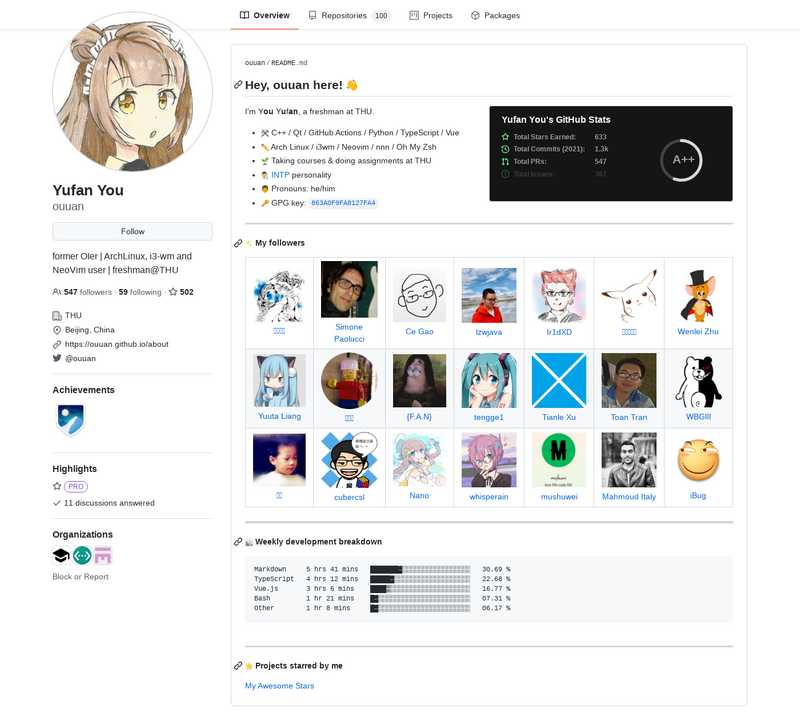 Overview
Repositories 100
Projects
Packages
Yufan You
ouuan
Follow
former OIer | ArchLinux, i3-wm and
NeoVim user | freshman@THU
547 followers · 59 following · 502
THU
Beijing, China
https://ouuan.github.io/about
@ouuan
Achievements
Highlights
PRO
11 discussions answered
Organizations
Block or Report
ouuan / README.md
Hey, ouuan here! 👋
I'm You Yufan, a freshman at THU.
C++ / Qt / GitHub Actions / Python / TypeScript / Vue
Arch Linux / i3wm / Neovim / nnn / Oh My Zsh
Taking courses & doing assignments at THU
INTP personality
Pronouns: he/him
GPG key: 863A0F9FA8127FA4
Yufan You's GitHub Stats
Total Stars Earned: 633
Total Commits (2021): 1.3k
Total PRs: 547
Total Issues: 367
A++
My followers
Simone
Paolucci
Ce Gao
lzwjava
Ir1dXD
Wenlei Zhu
Yuuta Liang
{F.A.N}
tengge1
Tianle Xu
Toan Tran
WBGlIl
cubercsl
Nano
whisperain
mushuwei
Mahmoud Italy
iBug
Weekly development breakdown
Markdown 5 hrs 41 mins 30.69 %
TypeScript 4 hrs 12 mins 22.68 %
Vue.js 3 hrs 6 mins 16.77 %
Bash 1 hr 21 mins 07.31 %
Other 1 hr 8 mins 06.17 %
Projects starred by me
My Awesome Stars